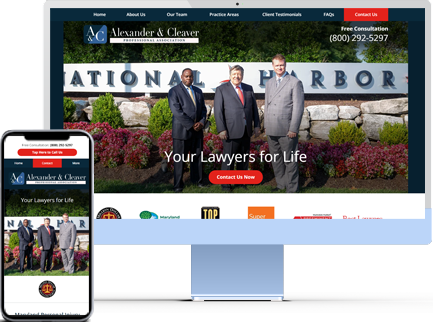 Home About Us Our Team Practice Areas Client Testimonials FAQs Contact Us
AC Alexander & Cleaver
PROFESSIONAL ASSOCIATION
Free Consultation
(800) 292-5297
NATIONAL HARBOR
Your Lawyers for Life
Contact Us Now
Maryland
TOP
Super
Free Consultation: (800) 292-5297
Tap Here to Call Us
Home Contact Menu
AC Alexander & Cleaver
PROFESSIONAL ASSOCIATION
Your Lawyers for Life
Maryland Personal Injury